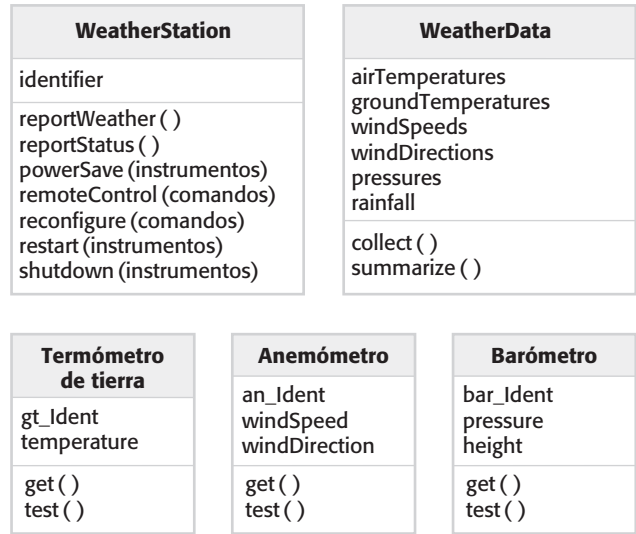 WeatherStation
identifier
reportWeather ( )
reportStatus ( )
powerSave (instrumentos)
remoteControl (comandos)
reconfigure (comandos)
restart (instrumentos)
shutdown (instrumentos)
WeatherData
airTemperatures
groundTemperatures
windSpeeds
windDirections
pressures
rainfall
collect ( )
summarize ( )
Termómetro
de tierra
gt_Ident
temperature
get ( )
test ( )
Anemómetro
an_Ident
windSpeed
windDirection
get ( )
test ( )
Barómetro
bar_Ident
pressure
height
get ( )
test ( )